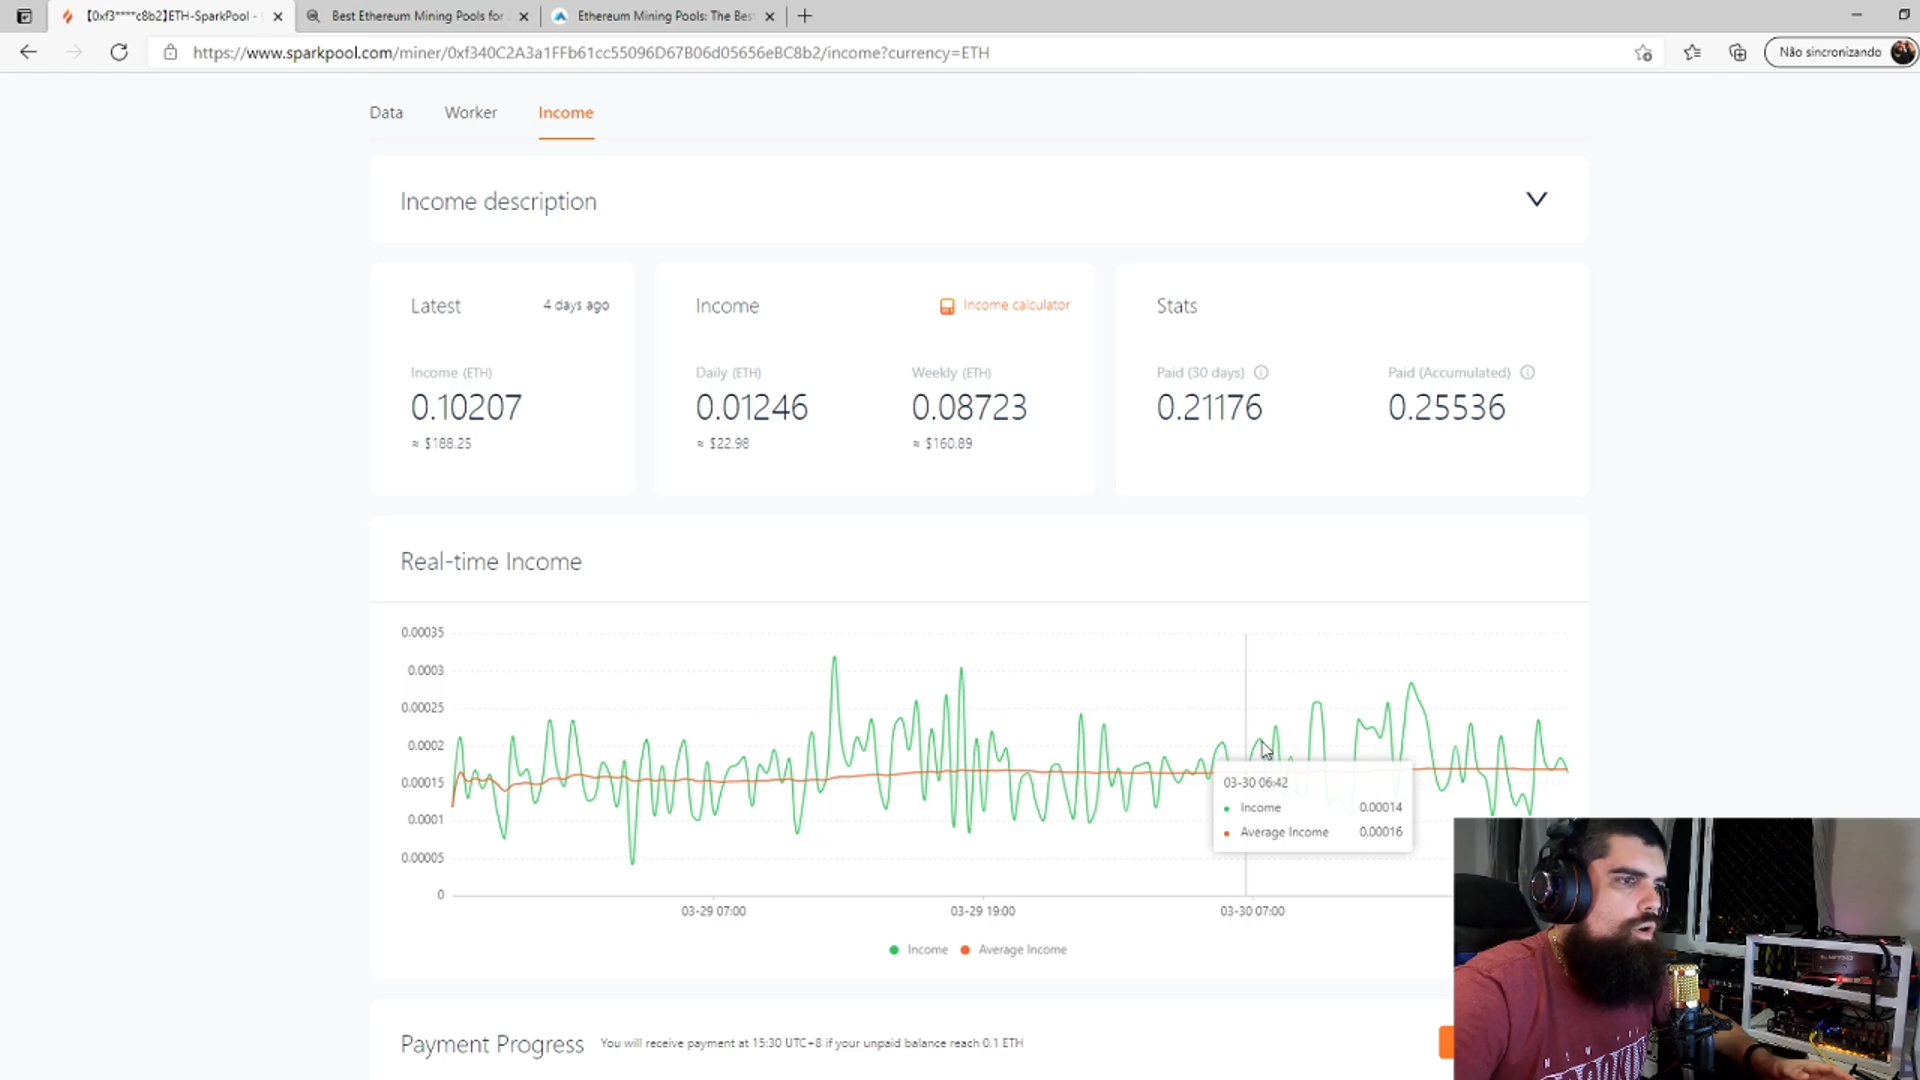 【0xf3****c8b2】ETH-SparkPool -
Best Ethereum Mining Pools for
Ethereum Mining Pools: The Bes
https://www.sparkpool.com/miner/0xf340C2A3a1FFb61cc55096D67B06d05656eBC8b2/income?currency=ETH
Não sincronizando
Data Worker Income
Income description
Latest 4 days ago
Income (ETH)
0.10207
≈ $188.25
Income Income calculator
Daily (ETH) Weekly (ETH)
0.01246 0.08723
≈ $22.98 ≈ $160.89
Stats
Paid (30 days) Paid (Accumulated)
0.21176 0.25536
Real-time Income
0.00035
0.0003
0.00025
0.0002
0.00015
0.0001
0.00005
0
03-30 06:42
Income 0.00014
Average Income 0.00016
03-29 07:00 03-29 19:00 03-30 07:00
Income Average Income
Payment Progress You will receive payment at 15:30 UTC+8 if your unpaid balance reach 0.1 ETH